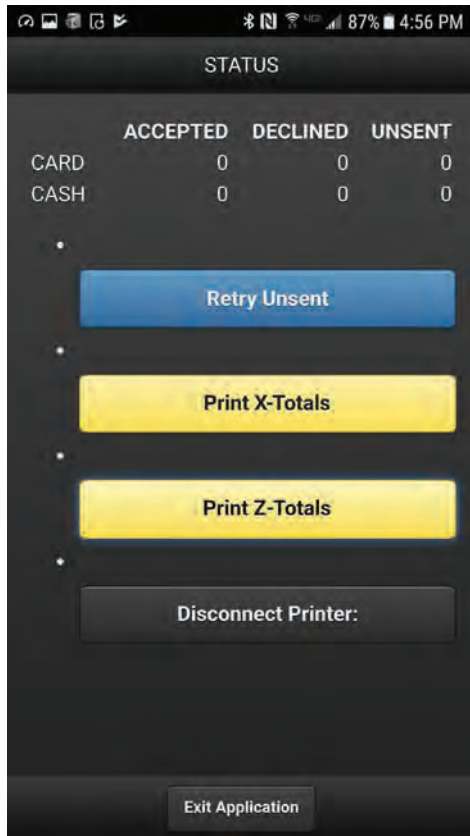 4G 87% 4:56 PM
STATUS
ACCEPTED DECLINED UNSENT
CARD 0 0 0
CASH 0 0 0
Retry Unsent
Print X-Totals
Print Z-Totals
Disconnect Printer:
Exit Application